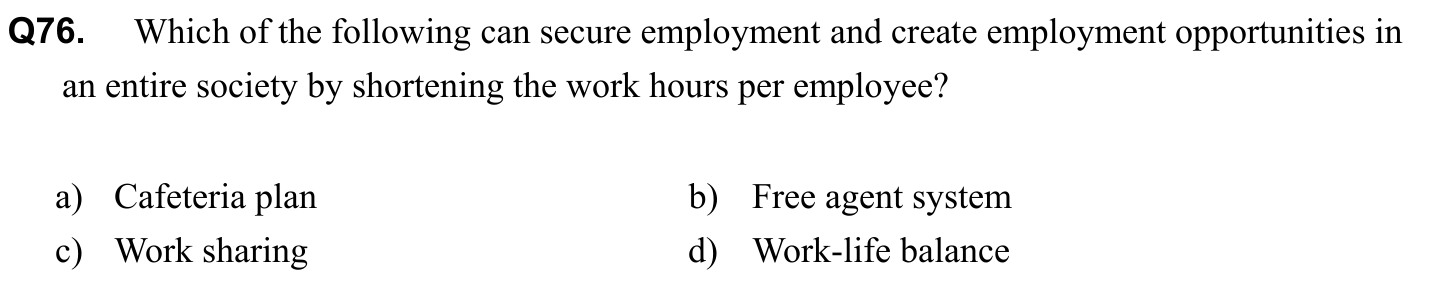 Q76. Which of the following can secure employment and create employment opportunities in
an entire society by shortening the work hours per employee?
a) Cafeteria plan b) Free agent system
c) Work sharing d) Work-life balance